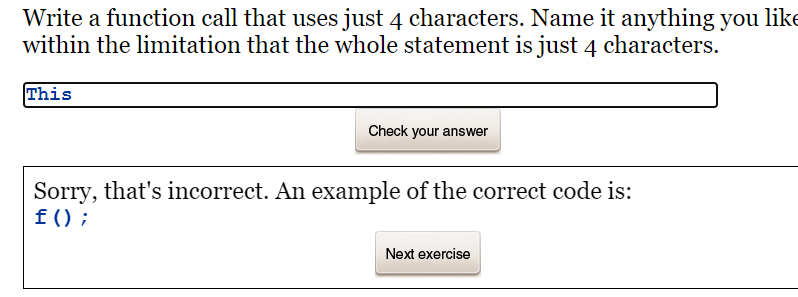 Write a function call that uses just 4 characters. Name it anything you like
within the limitation that the whole statement is just 4 characters.
This
Check your answer
Sorry, that's incorrect. An example of the correct code is:
f();
Next exercise